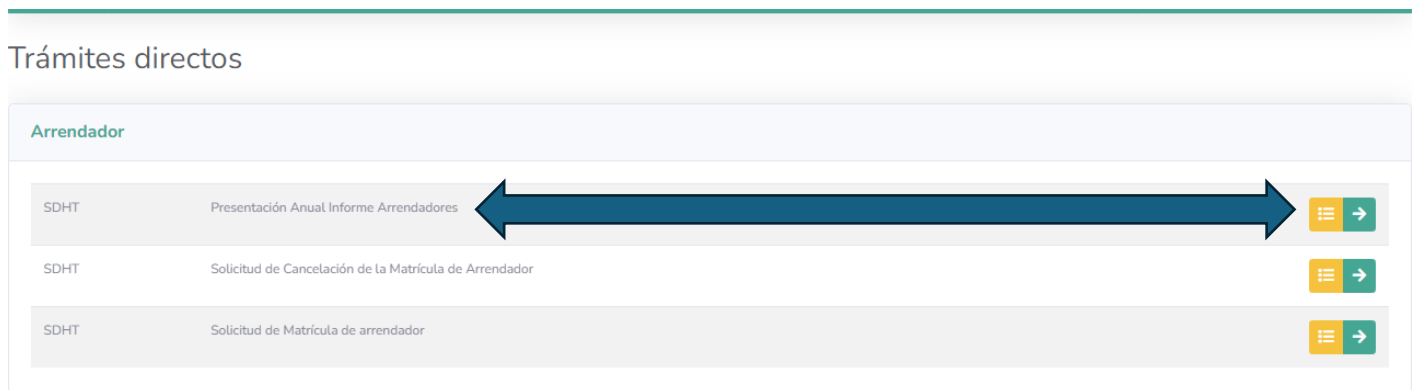 Trámites directos
Arrendador
SDHT Presentación Anual Informe Arrendadores
SDHT Solicitud de Cancelación de la Matrícula de Arrendador
SDHT Solicitud de Matrícula de arrendador